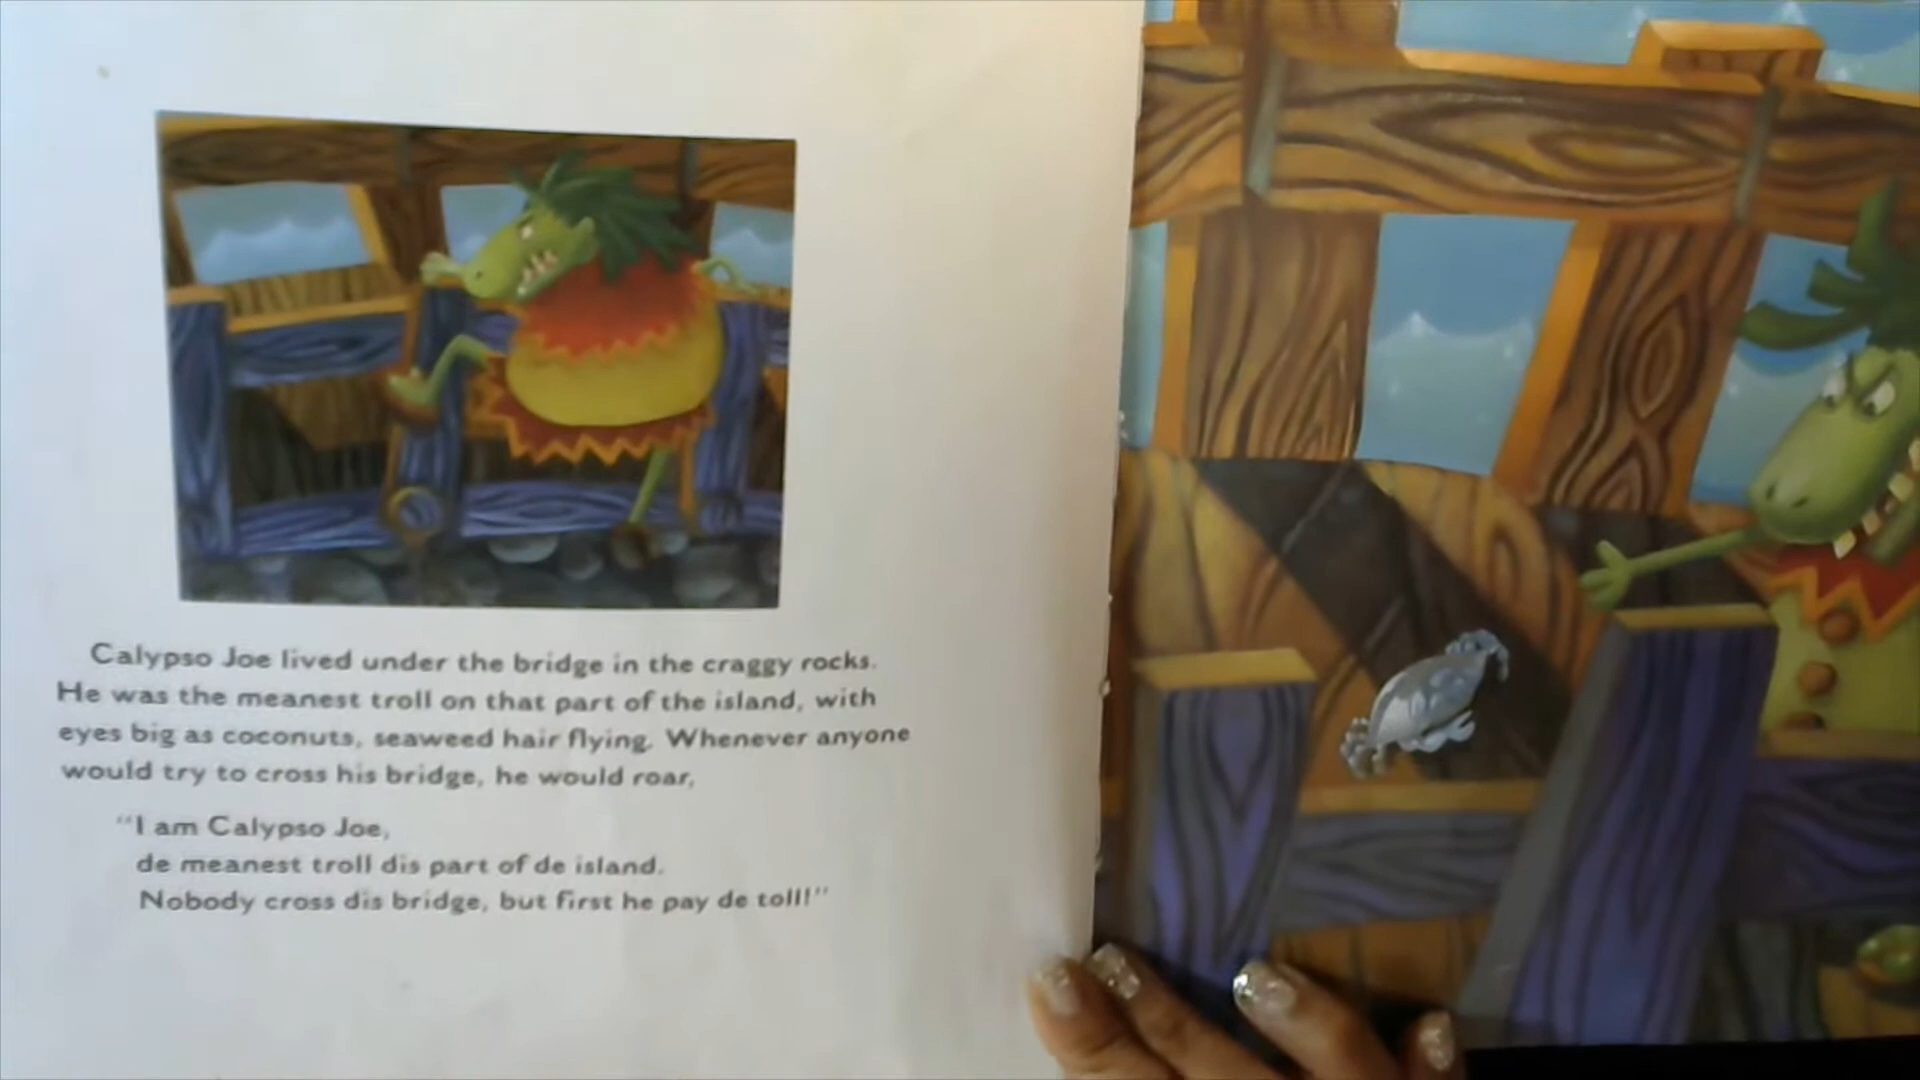 Calypso Joe lived under the bridge in the craggy rocks.
He was the meanest troll on that part of the island, with
eyes big as coconuts, seaweed hair flying. Whenever anyone
would try to cross his bridge, he would roar,
"I am Calypso Joe,
de meanest troll dis part of de island.
Nobody cross dis bridge, but first he pay de toll!"